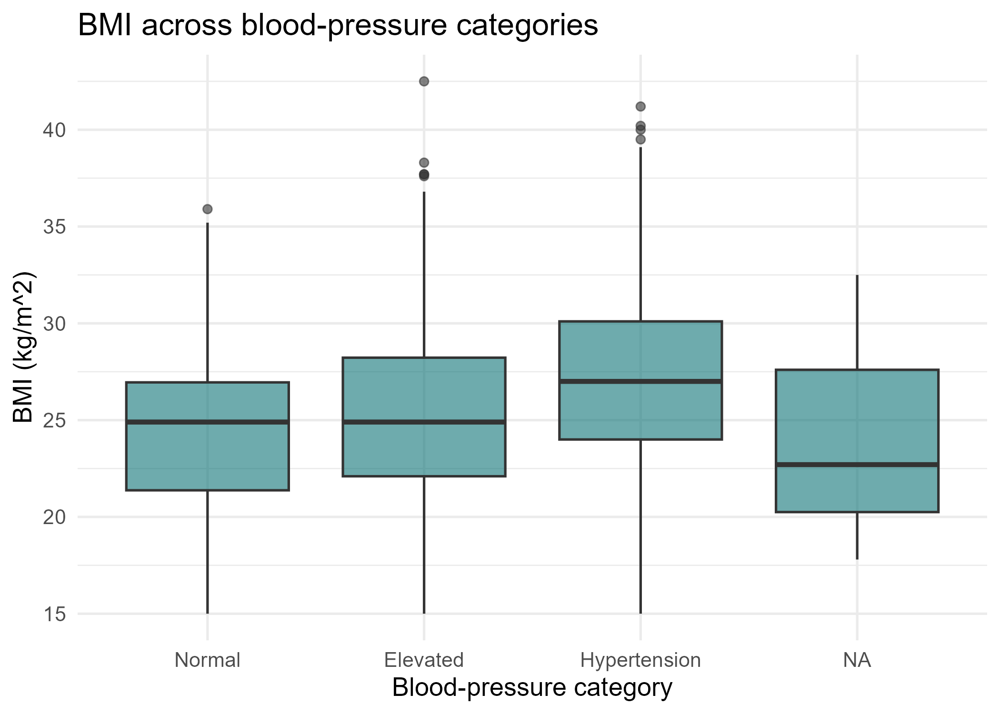 BMI across blood-pressure categories
BMI (kg/m^2)
40
35
30
25
20
15
Normal
Elevated
Hypertension
NA
Blood-pressure category